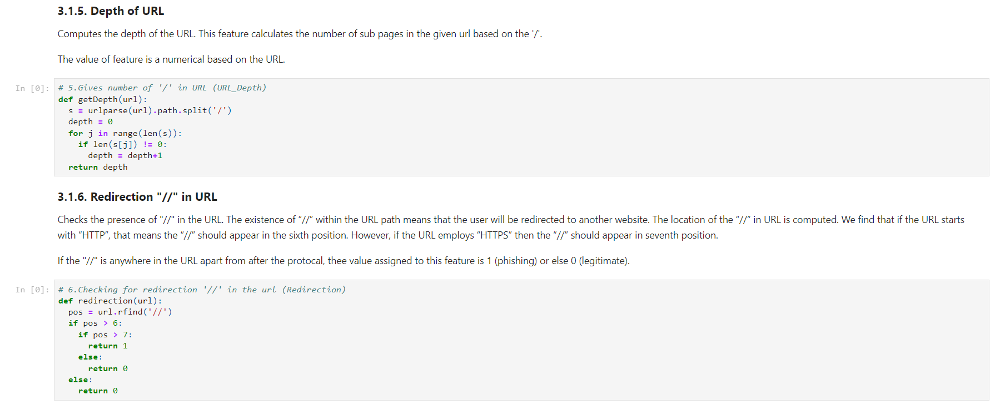 3.1.5. Depth of URL
Computes the depth of the URL. This feature calculates the number of sub pages in the given url based on the '/'.
The value of feature is a numerical based on the URL.
In [0]:
# 5.Gives number of '/' in URL (URL_Depth)
def getDepth(url):
  s = urlparse(url).path.split('/')
  depth = 0
  for j in range(len(s)):
    if len(s[j]) != 0:
      depth = depth+1
  return depth
3.1.6. Redirection "//" in URL
Checks the presence of "//" in the URL. The existence of “//” within the URL path means that the user will be redirected to another website. The location of the “//” in URL is computed. We find that if the URL starts
with “HTTP”, that means the “//” should appear in the sixth position. However, if the URL employs “HTTPS” then the “//” should appear in seventh position.
If the "//" is anywhere in the URL apart from after the protocal, thee value assigned to this feature is 1 (phishing) or else 0 (legitimate).
In [0]:
# 6.Checking for redirection '//' in the url (Redirection)
def redirection(url):
  pos = url.rfind('//')
  if pos > 6:
    if pos > 7:
      return 1
    else:
      return 0
  else:
    return 0